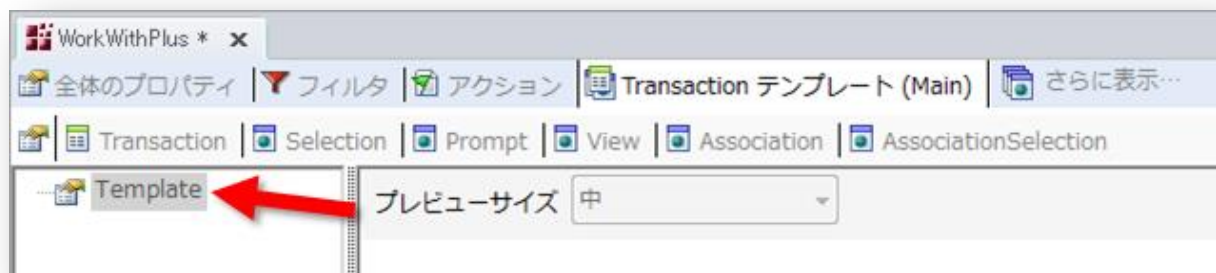 WorkWithPlus * x
全体のプロパティ フィルタ アクション Transaction テンプレート (Main) さらに表示…
Transaction Selection Prompt View Association AssociationSelection
Template
プレビューサイズ 中